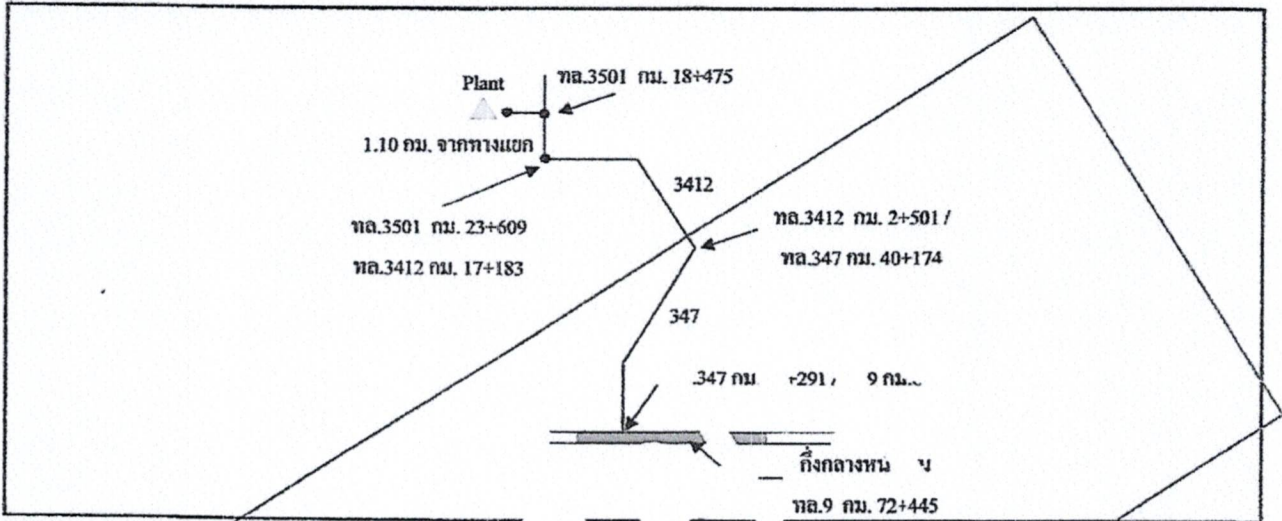 Plant
ทล.3501 กม. 18+475
1.10 กม. จากทางแยก
3412
ทล.3501 กม. 23+609
ทล.3412 กม. 17+183
ทล.3412 กม. 2+501 /
ทล.347 กม. 40+174
347
.347 กม +291 / 9 กม.
กึ่งกลางหน
ทล.9 กม. 72+445